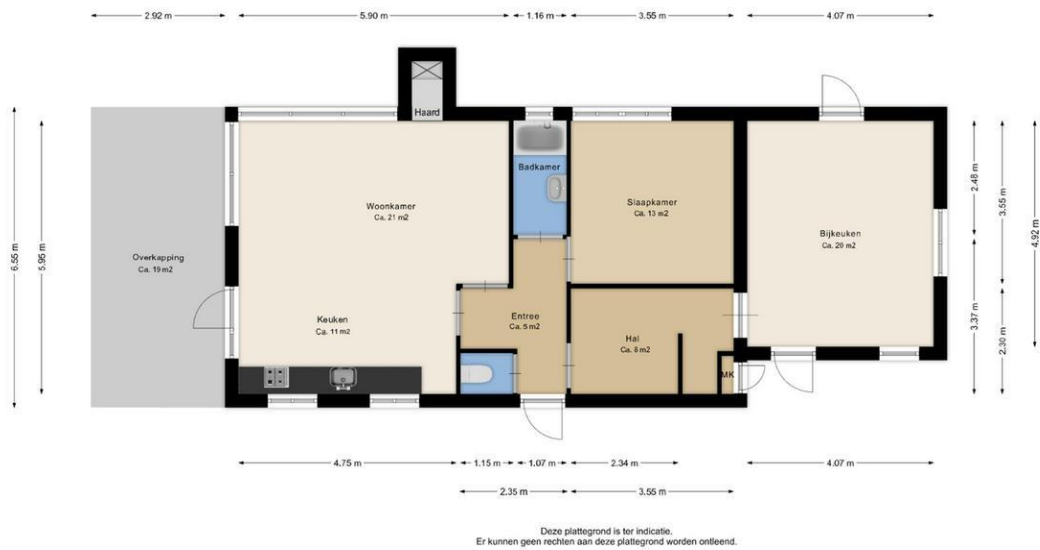 2.92 m
5.90 m
1.16 m
3.55 m
4.07 m
Haard
6.55 m
5.95 m
Overkapping
Ca. 19 m2
Woonkamer
Ca. 21 m2
Keuken
Ca. 11 m2
Badkamer
Slaapkamer
Ca. 13 m2
Entree
Ca. 5 m2
Hal
Ca. 8 m2
MK
Bijkeuken
Ca. 20 m2
2.48 m
3.37 m
3.55 m
2.30 m
4.92 m
4.75 m
1.15 m
1.07 m
2.34 m
4.07 m
2.35 m
3.55 m
Deze plattegrond is ter indicatie.
Er kunnen geen rechten aan deze plattegrond worden ontleend.